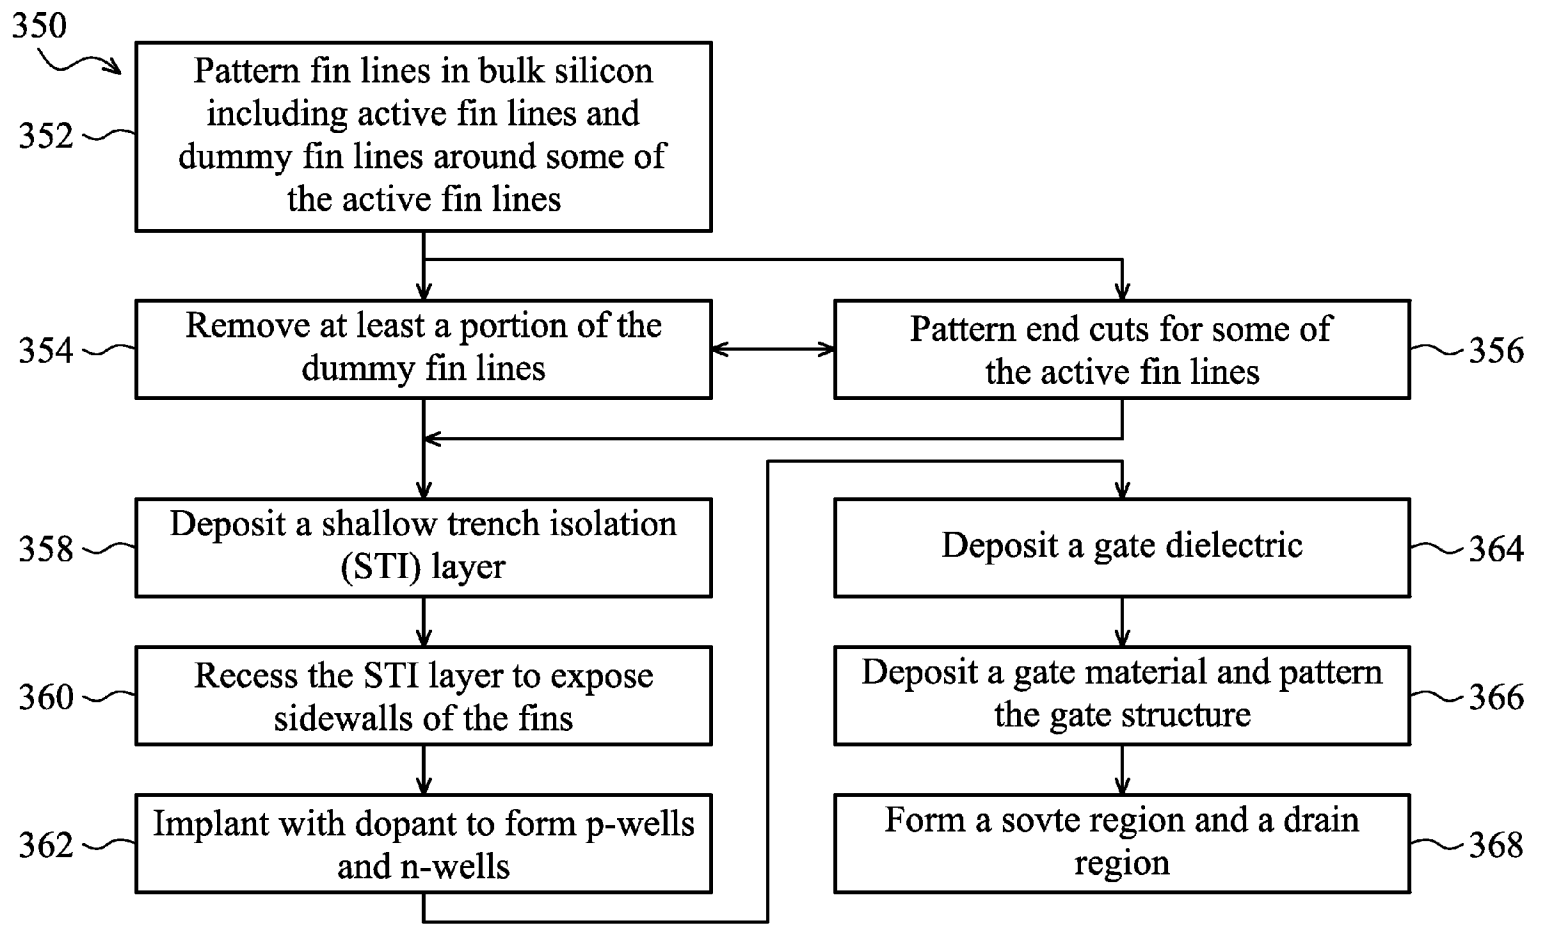 350
352
Pattern fin lines in bulk silicon
including active fin lines and
dummy fin lines around some of
the active fin lines
354
Remove at least a portion of the
dummy fin lines
Pattern end cuts for some of
the active fin lines
356
358
Deposit a shallow trench isolation
(STI) layer
360
Recess the STI layer to expose
sidewalls of the fins
362
Implant with dopant to form p-wells
and n-wells
Deposit a gate dielectric
364
Deposit a gate material and pattern
the gate structure
366
Form a sovte region and a drain
region
368